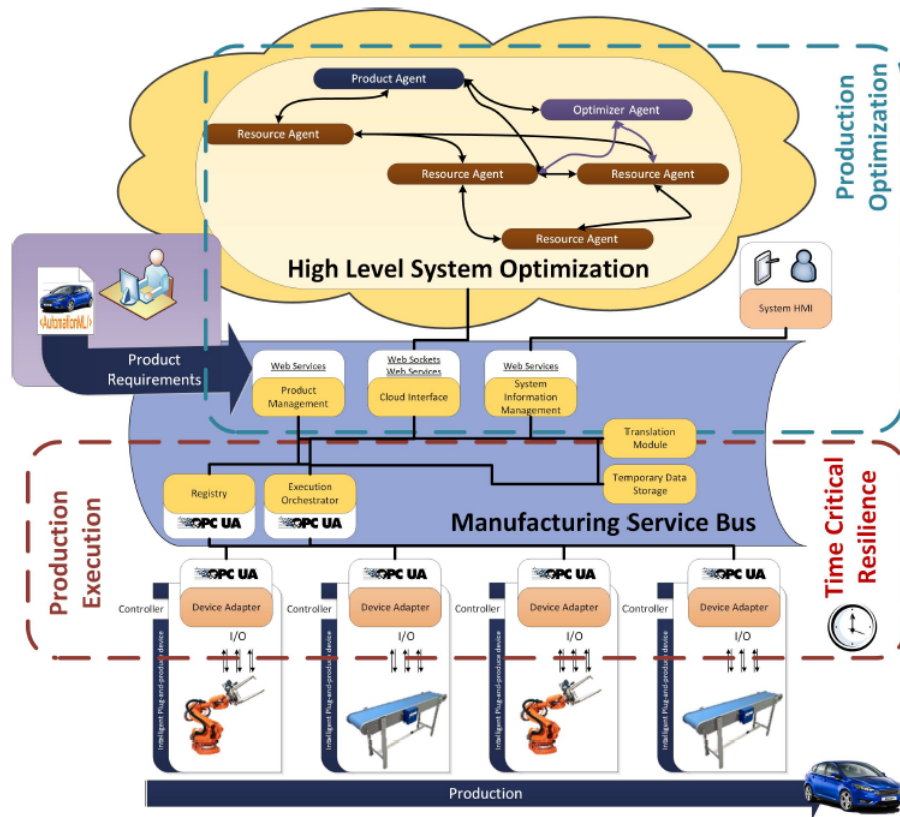 Product Agent
Optimizer Agent
Resource Agent
Resource Agent
Resource Agent
Resource Agent
High Level System Optimization
Production
Optimization
<AutomationML/>
Product
Requirements
System HMI
Web Services
Product
Management
Web Sockets
Web Services
Cloud Interface
Web Services
System
Information
Management
Translation
Module
Temporary Data
Storage
Registry
OPC UA
Execution
Orchestrator
OPC UA
Manufacturing Service Bus
Production
Execution
Time Critical
Resilience
OPC UA
Controller
Device Adapter
I/O
Intelligent Plug-and-produce device
OPC UA
Controller
Device Adapter
I/O
Intelligent Plug-and-produce device
OPC UA
Controller
Device Adapter
I/O
Intelligent Plug-and-produce device
OPC UA
Controller
Device Adapter
I/O
Intelligent Plug-and-produce device
Production